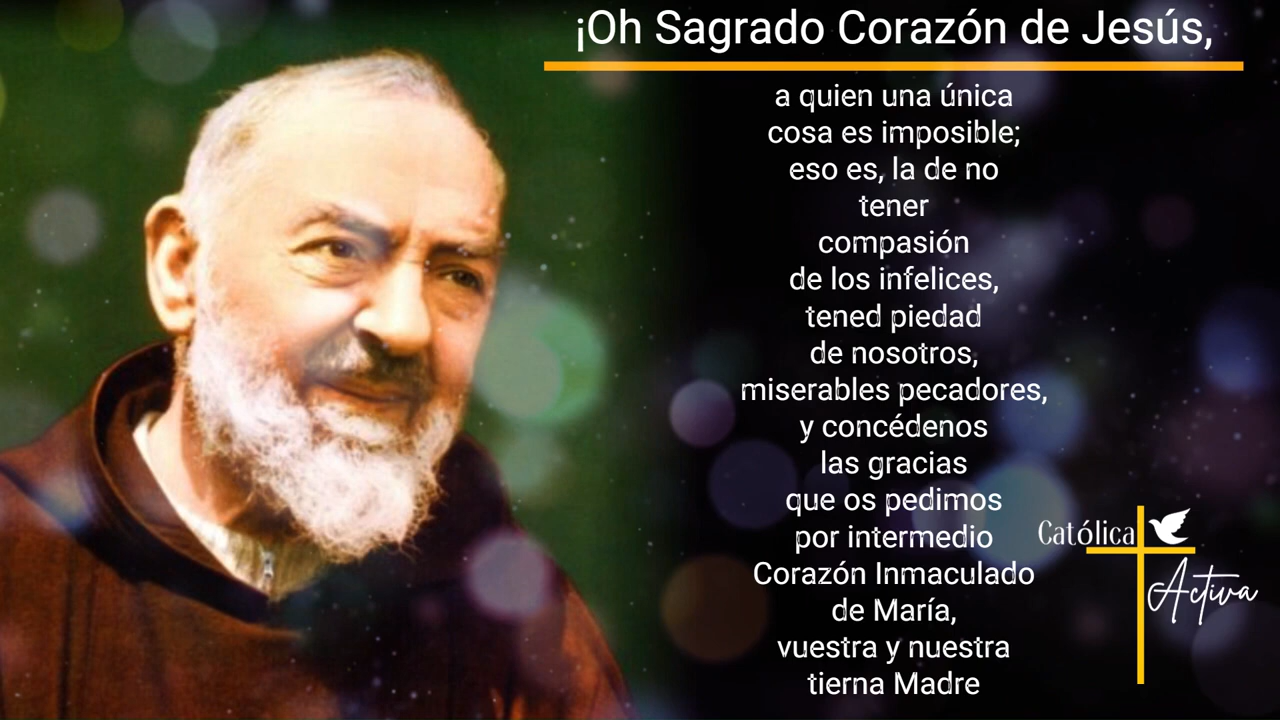 ¡Oh Sagrado Corazón de Jesús,
a quien una única
cosa es imposible;
eso es, la de no
tener
compasión
de los infelices,
tened piedad
de nosotros,
miserables pecadores,
y concédenos
las gracias
que os pedimos
por intermedio
Corazón Inmaculado
de María,
vuestra y nuestra
tierna Madre
Católica
Activa